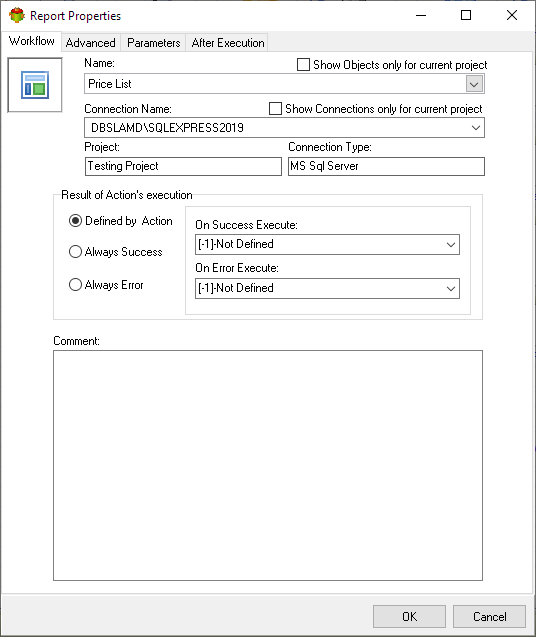 Report Properties
Workflow Advanced Parameters After Execution
Name: Show Objects only for current project
Price List
Connection Name: Show Connections only for current project
DBSLAMD\SQLEXPRESS2019
Project: Connection Type:
Testing Project MS Sql Server
Result of Action's execution
Defined by Action
Always Success
Always Error
On Success Execute:
[-1]-Not Defined
On Error Execute:
[-1]-Not Defined
Comment:
OK Cancel